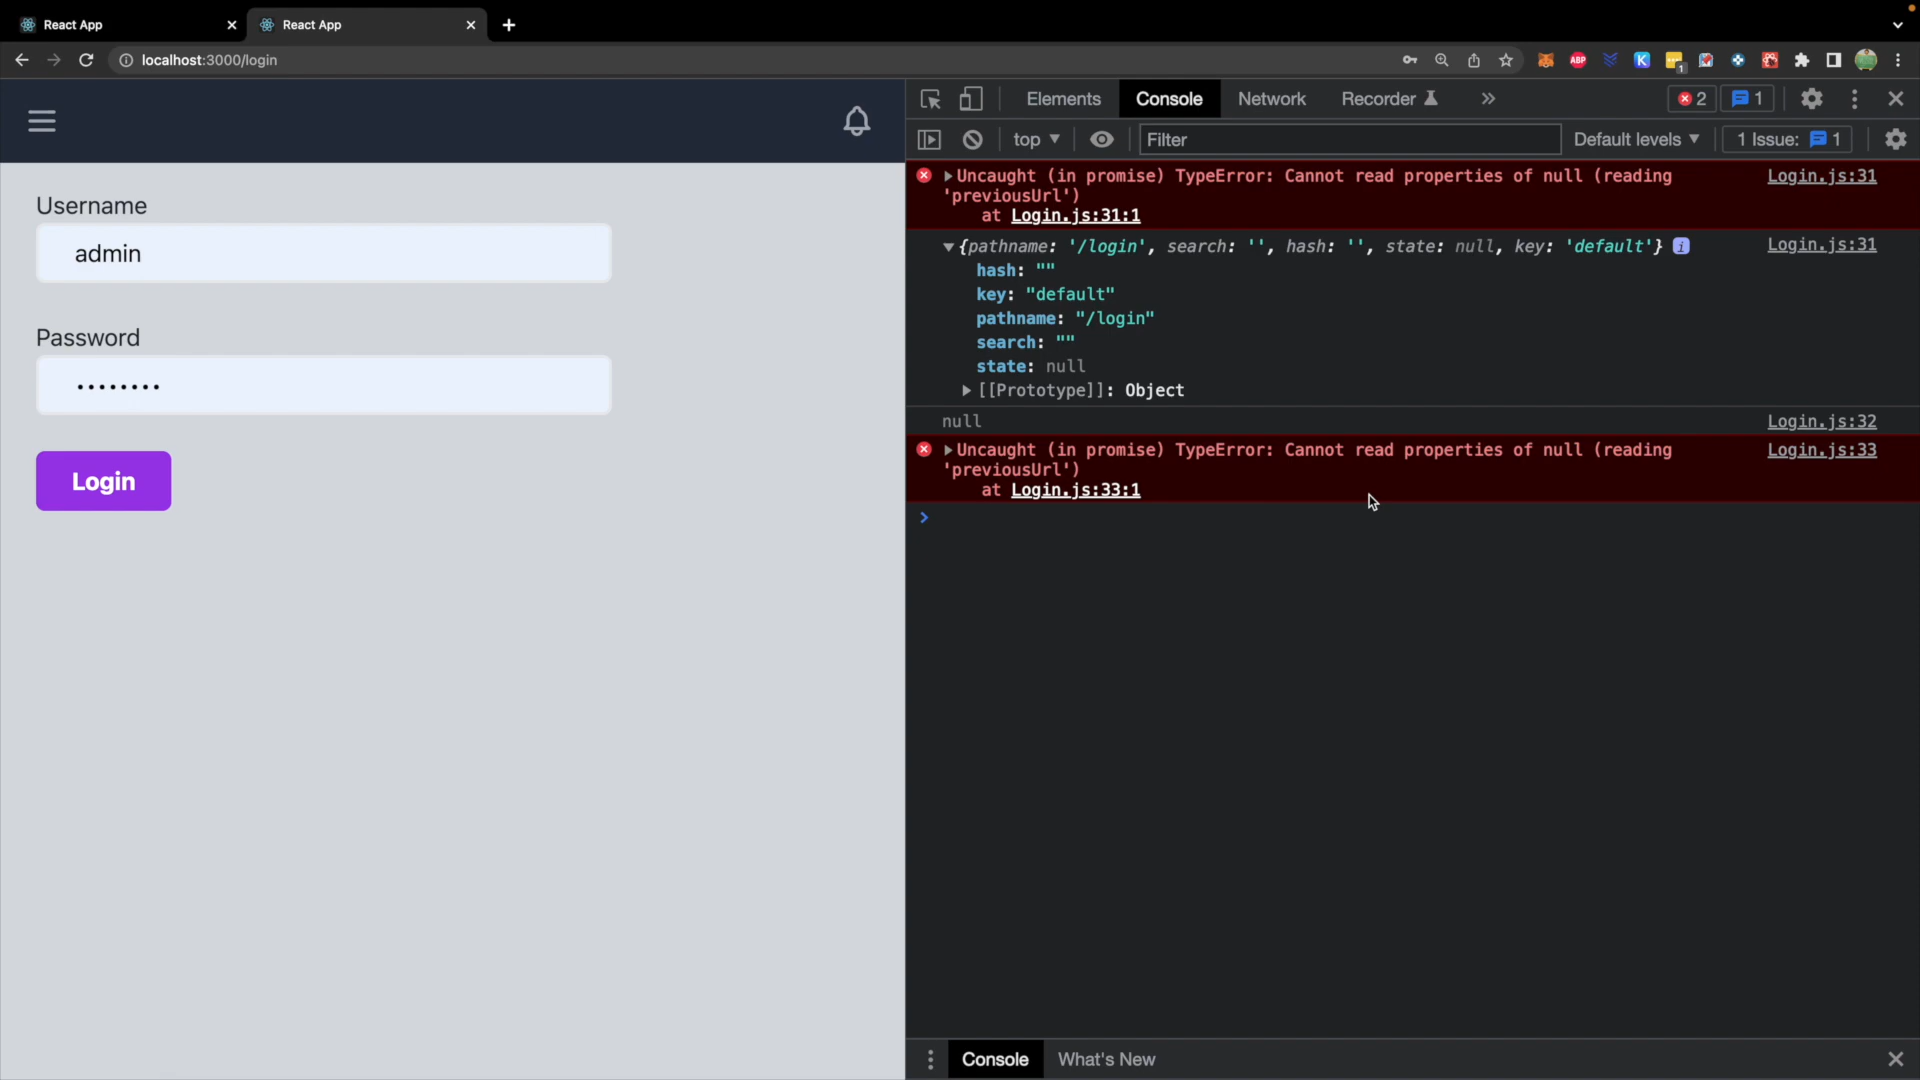 React App
React App
localhost:3000/login
Elements
Console
Network
Recorder
2
1
top
Filter
Default levels
1 Issue:
1
Username
admin
Password
••••••••
Login
Uncaught (in promise) TypeError: Cannot read properties of null (reading Login.js:31
'previousUrl')
at Login.js:31:1
{pathname: '/login', search: '', hash: '', state: null, key: 'default'} i Login.js:31
hash: ""
key: "default"
pathname: "/login"
search: ""
state: null
[[Prototype]]: Object
null Login.js:32
Uncaught (in promise) TypeError: Cannot read properties of null (reading Login.js:33
'previousUrl')
at Login.js:33:1
Console
What's New
ABP
K
1